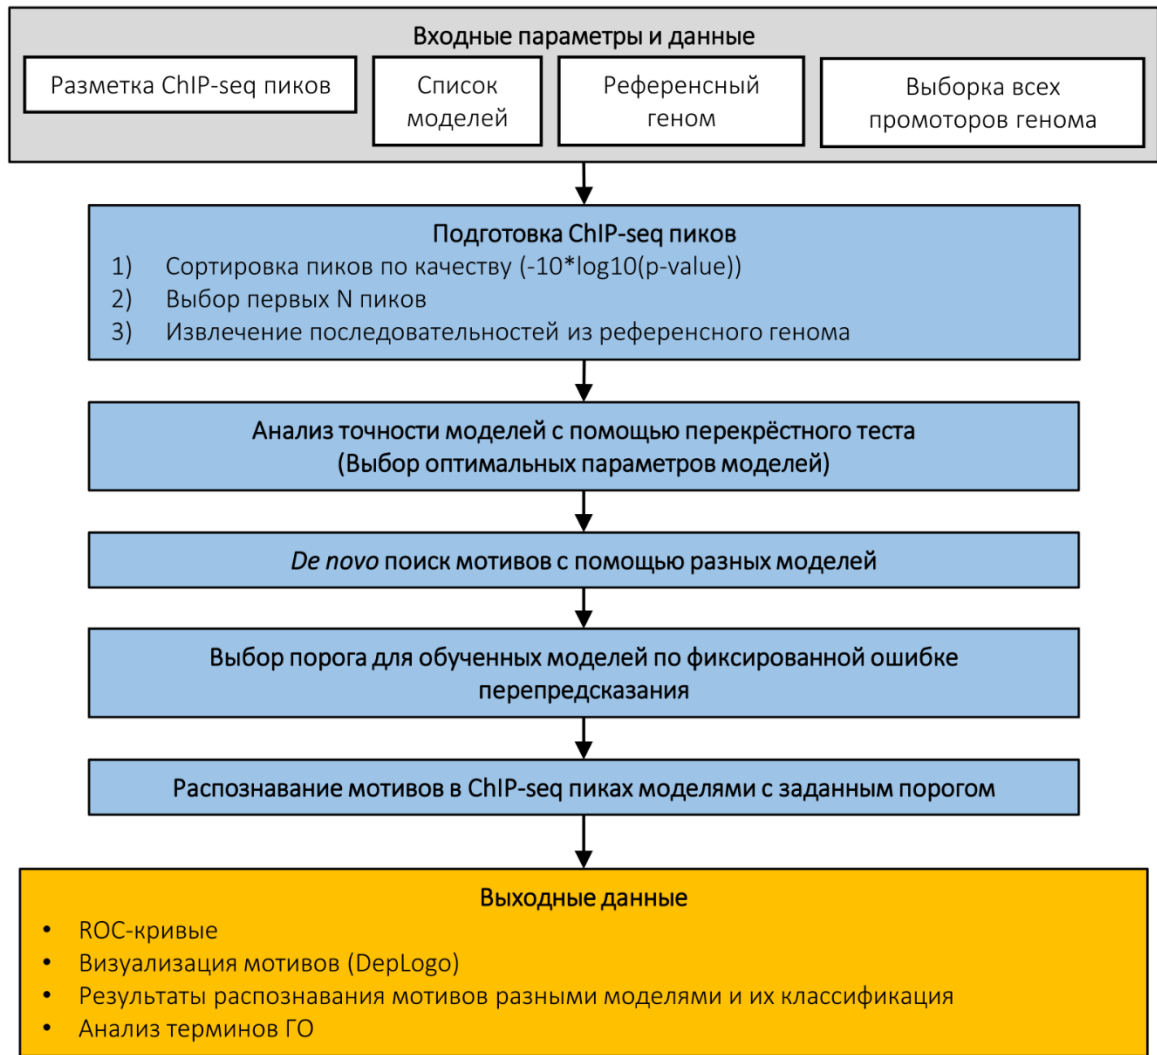 Входные параметры и данные
Разметка ChIP-seq пиков
Список
моделей
Референсный
геном
Выборка всех
промоторов генома
Подготовка ChIP-seq пиков
1) Сортировка пиков по качеству (-10*log10(p-value))
2) Выбор первых N пиков
3) Извлечение последовательностей из референсного генома
Анализ точности моделей с помощью перекрёстного теста
(Выбор оптимальных параметров моделей)
De novo поиск мотивов с помощью разных моделей
Выбор порога для обученных моделей по фиксированной ошибке
перепредсказания
Распознавание мотивов в ChIP-seq пиках моделями с заданным порогом
Выходные данные
• ROC-кривые
• Визуализация мотивов (DepLogo)
• Результаты распознавания мотивов разными моделями и их классификация
• Анализ терминов ГО